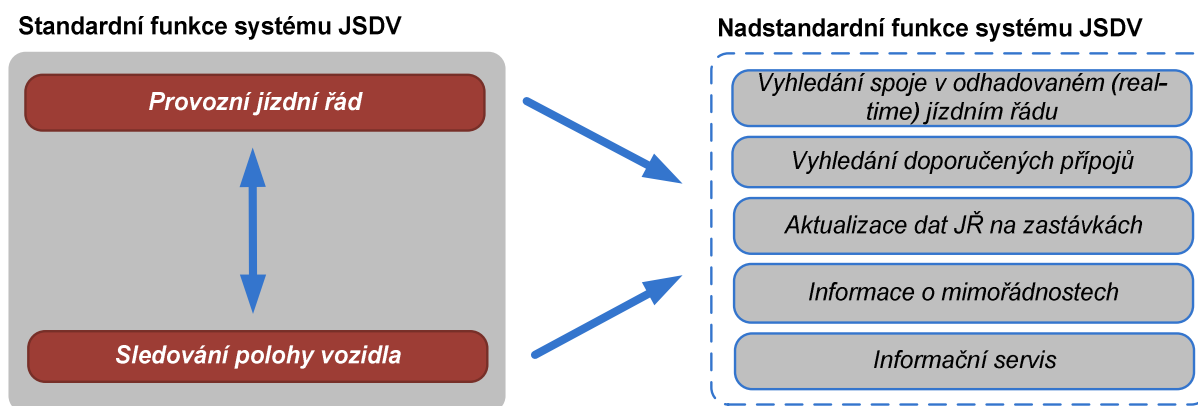 Standardní funkce systému JSDV
Provozní jízdní řád
Sledování polohy vozidla
Nadstandardní funkce systému JSDV
Vyhledání spoje v odhadovaném (real-
time) jízdním řádu
Vyhledání doporučených přípojů
Aktualizace dat JŘ na zastávkách
Informace o mimořádnostech
Informační servis